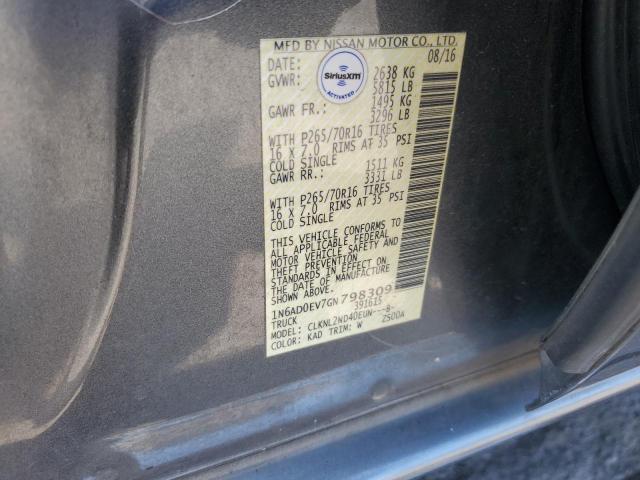 MFD BY NISSAN MOTOR CO., LTD.
DATE: 08/16
SiriusXM
ACTIVATED
GVWR: 2638 KG
5815 LB
GAWR FR.: 1495 KG
3296 LB
WITH P265/70R16 TIRES
16 X 7.0 RIMS AT 35 PSI
COLD SINGLE
GAWR RR.: 1511 KG
3331 LB
WITH P265/70R16 TIRES
16 X 7.0 RIMS AT 35 PSI
COLD SINGLE
THIS VEHICLE CONFORMS TO
ALL APPLICABLE FEDERAL
MOTOR VEHICLE SAFETY AND
THEFT PREVENTION
STANDARDS IN EFFECT ON
THE DATE OF MANUFACTURE
SHOWN ABOVE.
1N6AD0EV7GN798309
TRUCK 391615
MODEL: CLKNL2ND40EUN---B-
COLOR: KAD TRIM: W Z500A